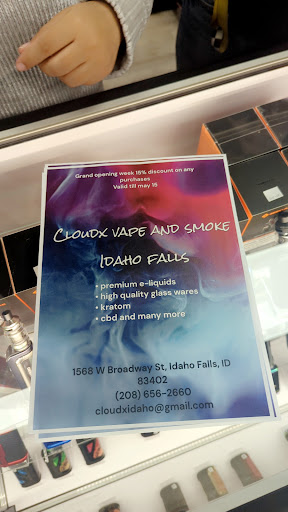 Grand opening week 15% discount on any
purchases
Valid till may 15
CLOUDX VAPE AND SMOKE
IDAHO FALLS
• premium e-liquids
• high quality glass wares
• kratom
• cbd and many more
1568 W Broadway St, idaho Falls, ID
83402
(208) 656-2660
cloudxidaho@gmail.com